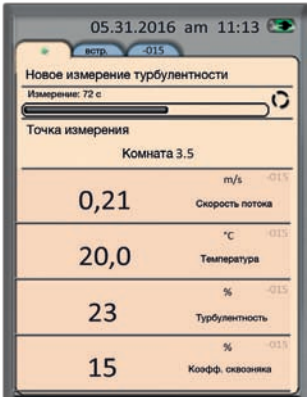 05.31.2016 am 11:13
встр. -015
Новое измерение турбулентности
Измерение: 72 с
Точка измерения
Комната 3.5
m/s -015
0,21 Скорость потока
°C -015
20,0 Температура
% -015
23 Турбулентность
% -015
15 Коэфф. сквозняка